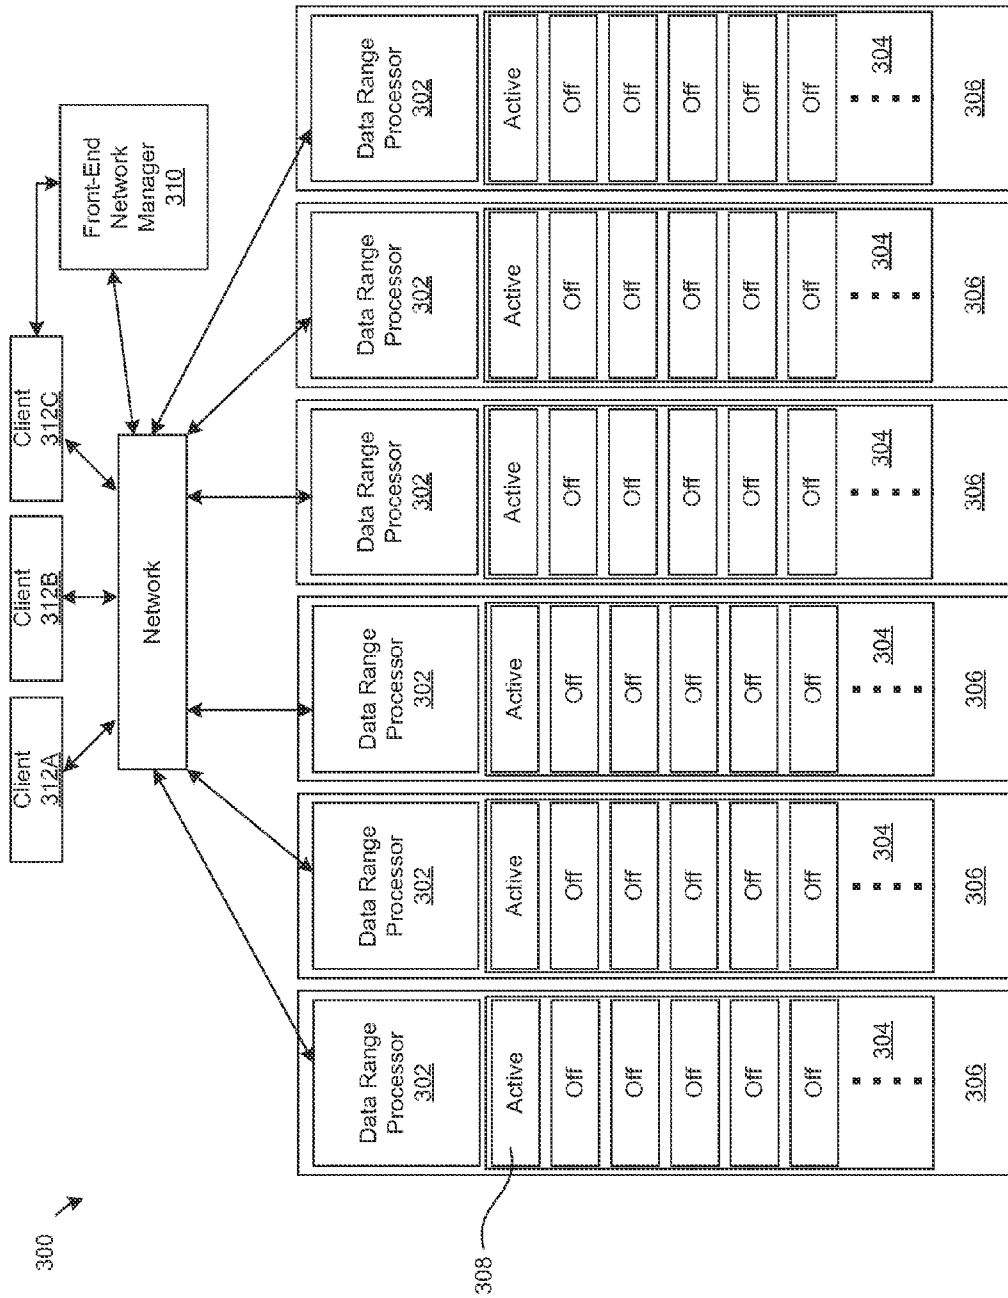 300
Client
312A
Client
312B
Client
312C
Front-End
Network
Manager
310
Network
Data Range
Processor
302
Active
Off
Off
Off
Off
Off
304
306
Data Range
Processor
302
Active
Off
Off
Off
Off
Off
304
306
Data Range
Processor
302
Active
Off
Off
Off
Off
Off
304
306
Data Range
Processor
302
Active
Off
Off
Off
Off
Off
304
306
Data Range
Processor
302
Active
Off
Off
Off
Off
Off
304
306
Data Range
Processor
302
Active
Off
Off
Off
Off
Off
304
306
308